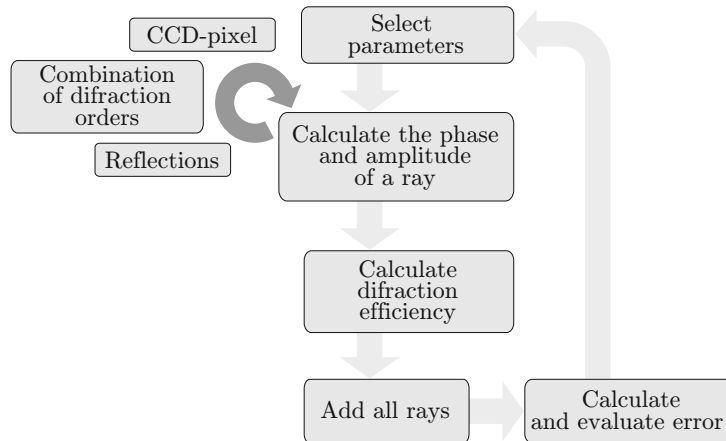 Select
parameters
CCD-pixel
Combination
of difraction
orders
Reflections
Calculate the phase
and amplitude
of a ray
Calculate
difraction
efficiency
Add all rays
Calculate
and evaluate error